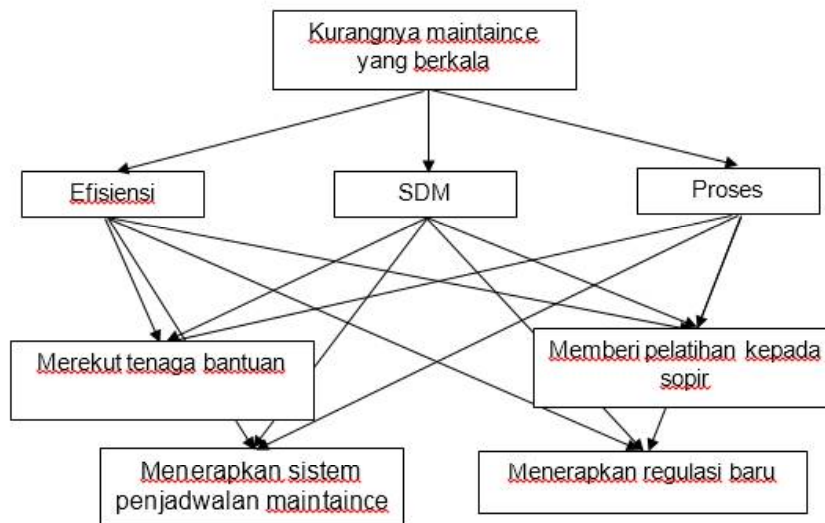 Kurangnya maintaince
yang berkala
Efisiensi
SDM
Proses
Merekut tenaga bantuan
Memberi pelatihan kepada
sopir
Menerapkan sistem
penjadwalan maintaince
Menerapkan regulasi baru